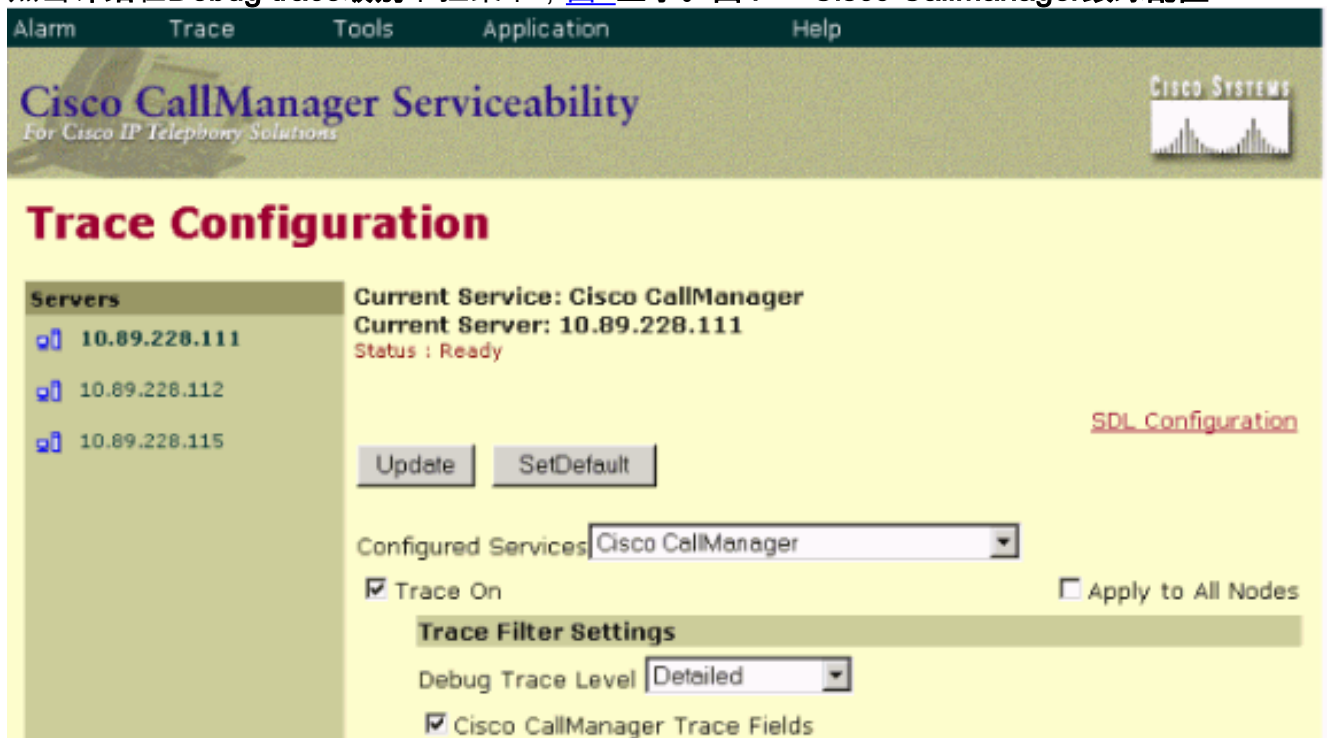 Alarm Trace Tools Application Help
Cisco CallManager Serviceability
For Cisco IP Telephony Solutions
CISCO SYSTEMS
Trace Configuration
Servers
10.89.228.111
10.89.228.112
10.89.228.115
Current Service: Cisco CallManager
Current Server: 10.89.228.111
Status : Ready
SDL Configuration
Update SetDefault
Configured Services Cisco CallManager
Trace On Apply to All Nodes
Trace Filter Settings
Debug Trace Level Detailed
Cisco CallManager Trace Fields